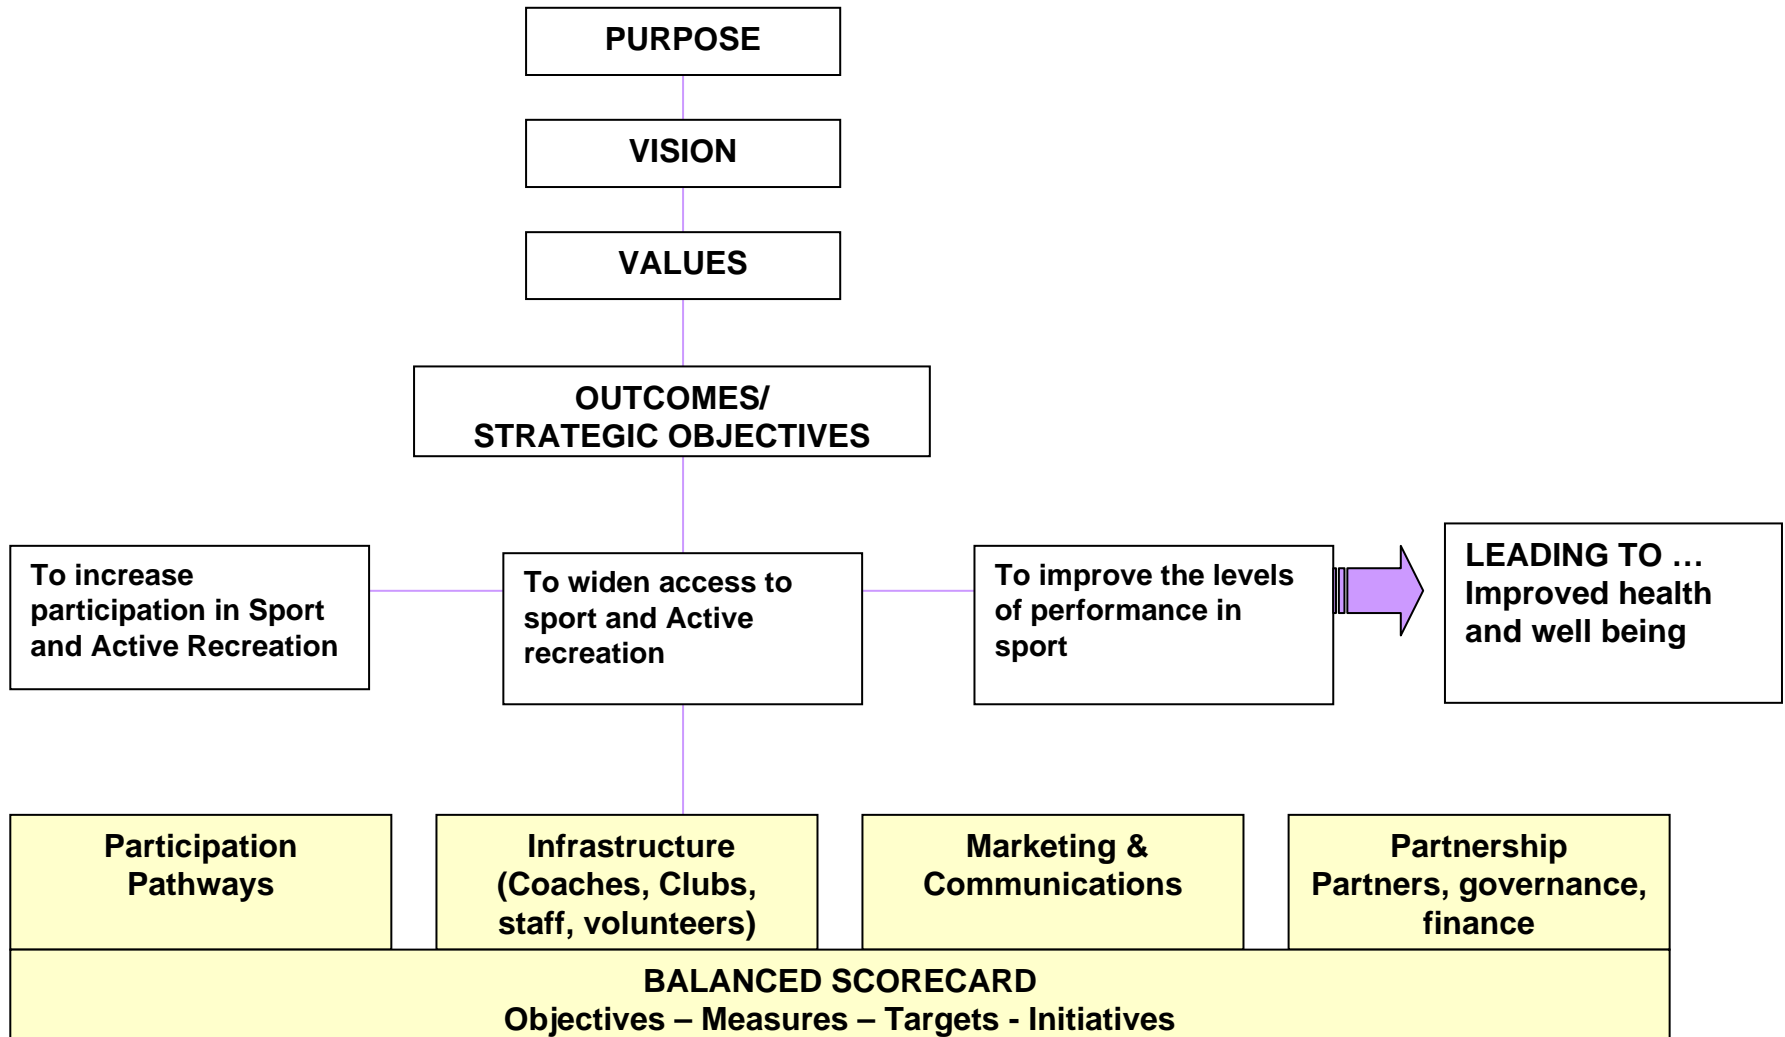 PURPOSE
VISION
VALUES
OUTCOMES/
STRATEGIC OBJECTIVES
To increase
participation in Sport
and Active Recreation
To widen access to
sport and Active
recreation
To improve the levels
of performance in
sport
LEADING TO …
Improved health
and well being
Participation
Pathways
Infrastructure
(Coaches, Clubs,
staff, volunteers)
Marketing &
Communications
Partnership
Partners, governance,
finance
BALANCED SCORECARD
Objectives – Measures – Targets - Initiatives